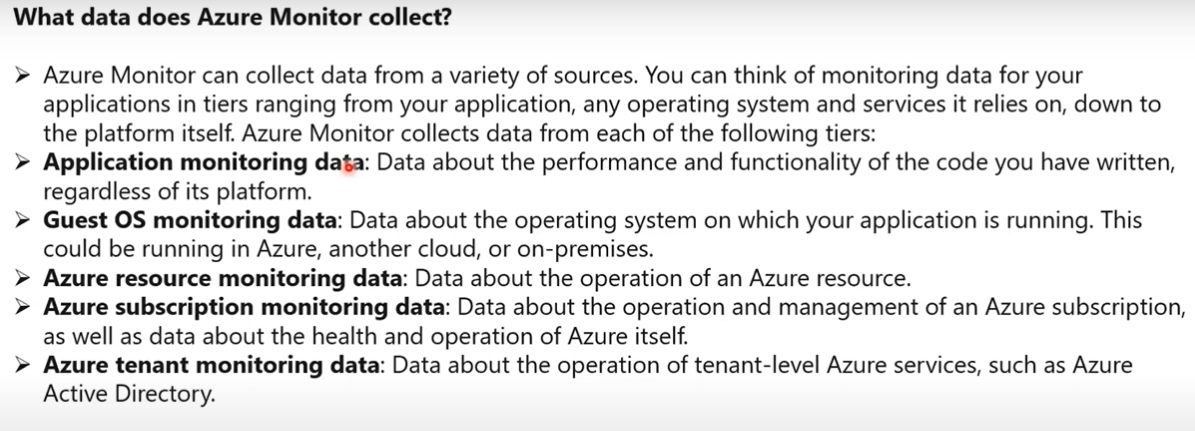 What data does Azure Monitor collect?
➤ Azure Monitor can collect data from a variety of sources. You can think of monitoring data for your
applications in tiers ranging from your application, any operating system and services it relies on, down to
the platform itself. Azure Monitor collects data from each of the following tiers:
➤ Application monitoring data: Data about the performance and functionality of the code you have written,
regardless of its platform.
➤ Guest OS monitoring data: Data about the operating system on which your application is running. This
could be running in Azure, another cloud, or on-premises.
➤ Azure resource monitoring data: Data about the operation of an Azure resource.
➤ Azure subscription monitoring data: Data about the operation and management of an Azure subscription,
as well as data about the health and operation of Azure itself.
➤ Azure tenant monitoring data: Data about the operation of tenant-level Azure services, such as Azure
Active Directory.